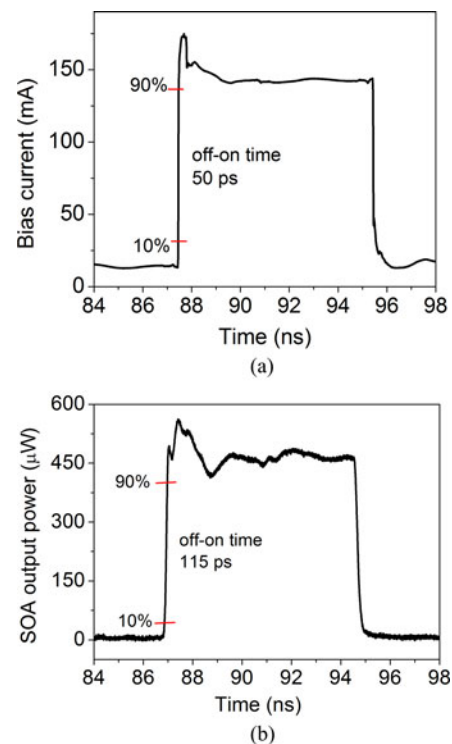 150
90%
100
off-on time
50 ps
50
10%
0
84 86 88 90 92 94 96 98
Bias current (mA)
Time (ns)
(a)
600
450
90%
300
off-on time
115 ps
150
10%
0
84 86 88 90 92 94 96 98
SOA output power (µW)
Time (ns)
(b)